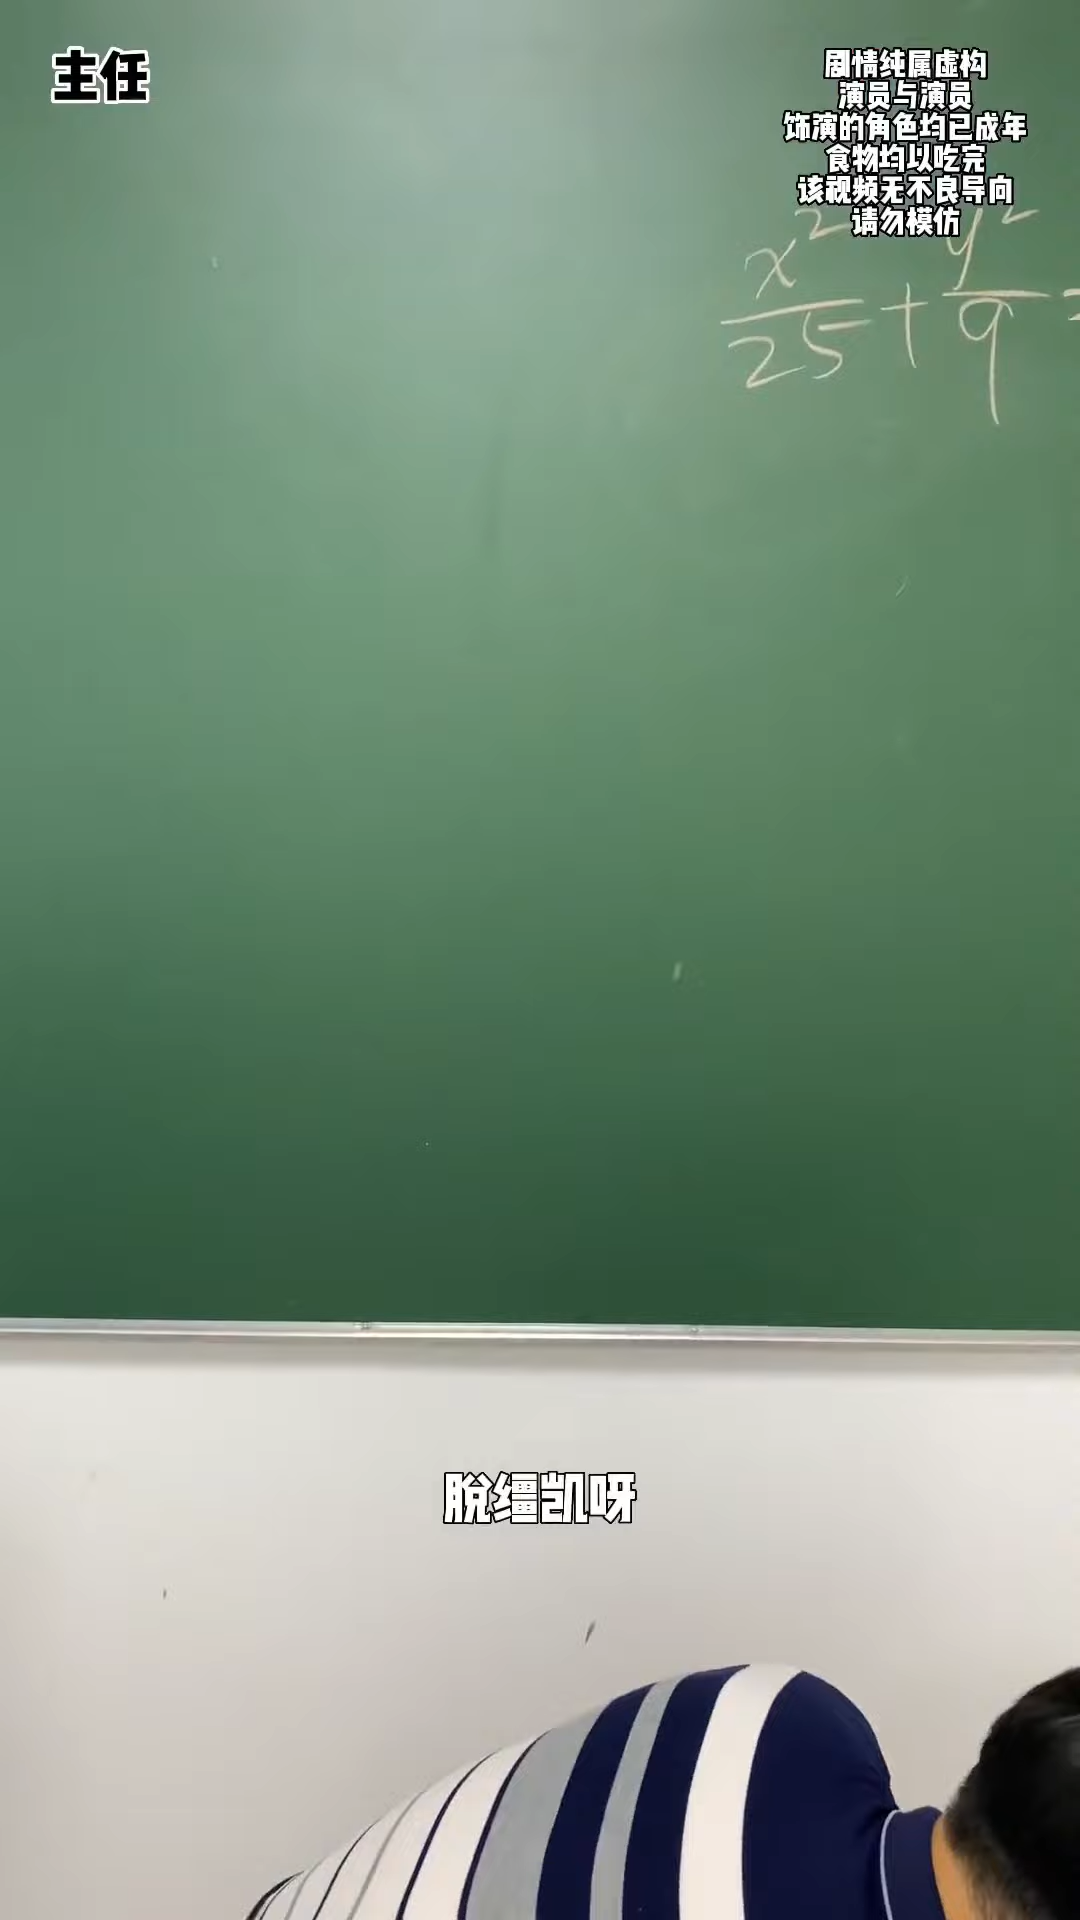 主任
剧情纯属虚构
演员与演员
饰演的角色均已成年
食物均以吃完
该视频无不良导向
请勿模仿
x²/25 + y²/9 =
脱缰凯呀